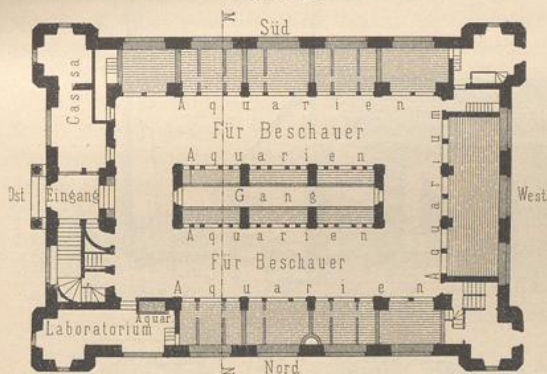 M
Süd
Cassa
Aquarien
Für Beschauer
Aquarien
Ost
Eingang
Gang
Aquarium
West
Aquarien
Für Beschauer
Aquarien
Aquar
Laboratorium
Nord
N